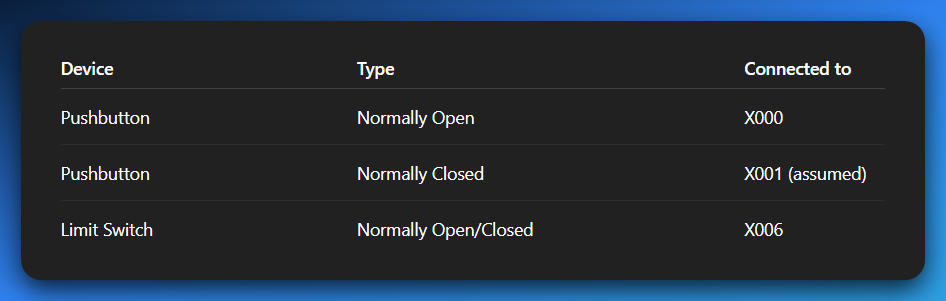 Device Type Connected to
Pushbutton Normally Open X000
Pushbutton Normally Closed X001 (assumed)
Limit Switch Normally Open/Closed X006